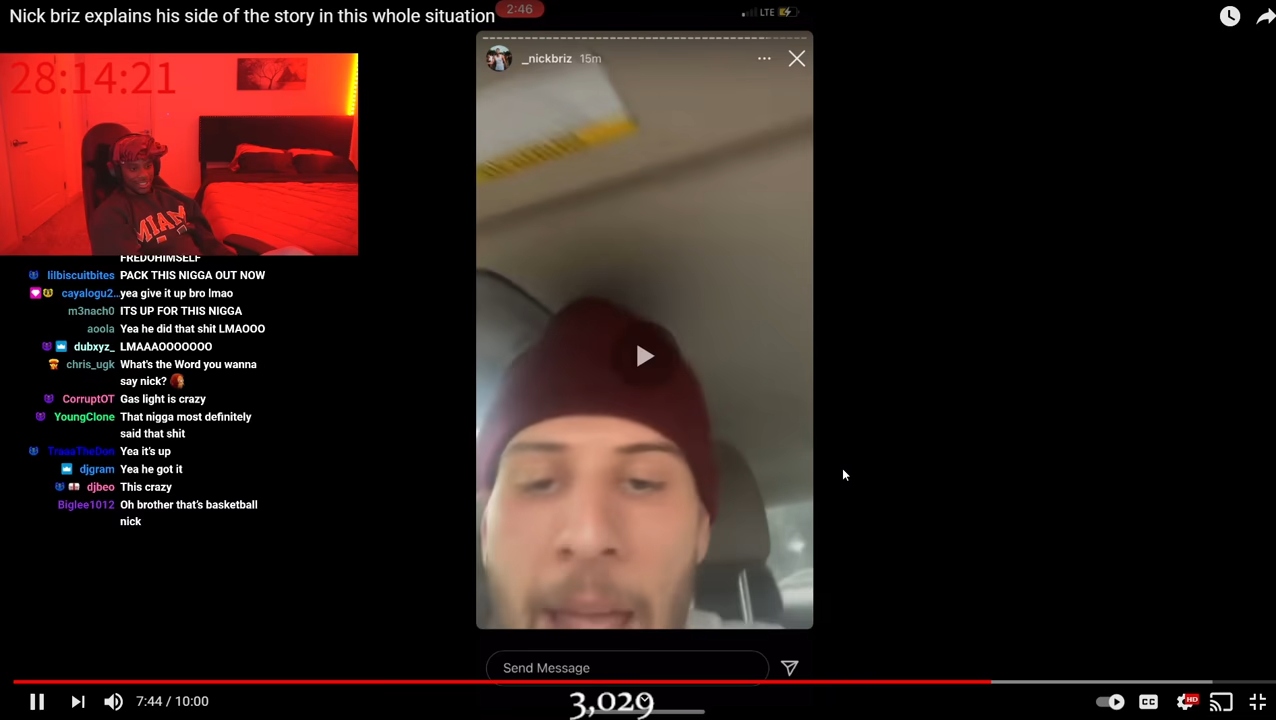 Nick briz explains his side of the story in this whole situation
2:46
LTE
28:14:21
_nickbriz 15m
MIAMI
FREDOHIMSELF
lilbiscuitbites PACK THIS NIGGA OUT NOW
cayalogu2... yea give it up bro lmao
m3nach0 ITS UP FOR THIS NIGGA
aoola Yea he did that shit LMAOOO
dubxyz_ LMAAAOOOOOOO
chris_ugk What's the Word you wanna
say nick?
CorruptOT Gas light is crazy
YoungClone That nigga most definitely
said that shit
Yea it's up
djgram Yea he got it
djbeo This crazy
Biglee1012 Oh brother that's basketball
nick
Send Message
7:44 / 10:00
3,029
CC
HD